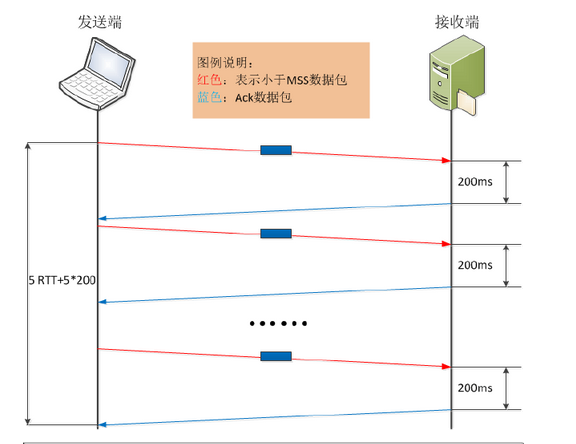 发送端
接收端
图例说明：
红色：表示小于MSS数据包
蓝色：Ack数据包
200ms
200ms
5 RTT+5*200
······
200ms